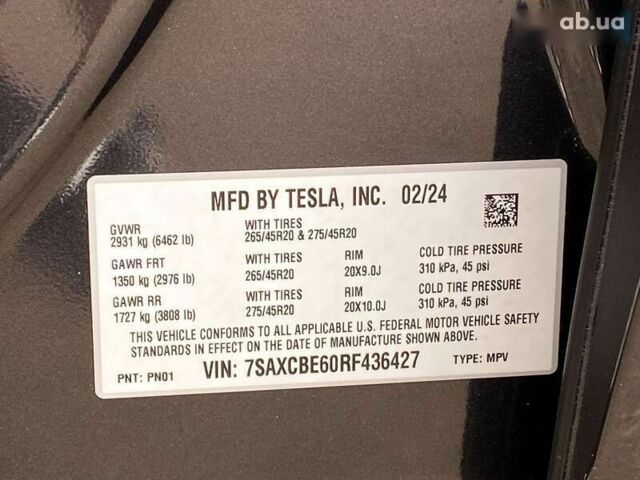 ab.ua
MFD BY TESLA, INC. 02/24
GVWR WITH TIRES
2931 kg (6462 lb) 265/45R20 & 275/45R20
GAWR FRT WITH TIRES RIM COLD TIRE PRESSURE
1350 kg (2976 lb) 265/45R20 20X9.0J 310 kPa, 45 psi
GAWR RR WITH TIRES RIM COLD TIRE PRESSURE
1727 kg (3808 lb) 275/45R20 20X10.0J 310 kPa, 45 psi
THIS VEHICLE CONFORMS TO ALL APPLICABLE U.S. FEDERAL MOTOR VEHICLE SAFETY
STANDARDS IN EFFECT ON THE DATE OF MANUFACTURE SHOWN ABOVE.
PNT: PN01 VIN: 7SAXCBE60RF436427 TYPE: MPV